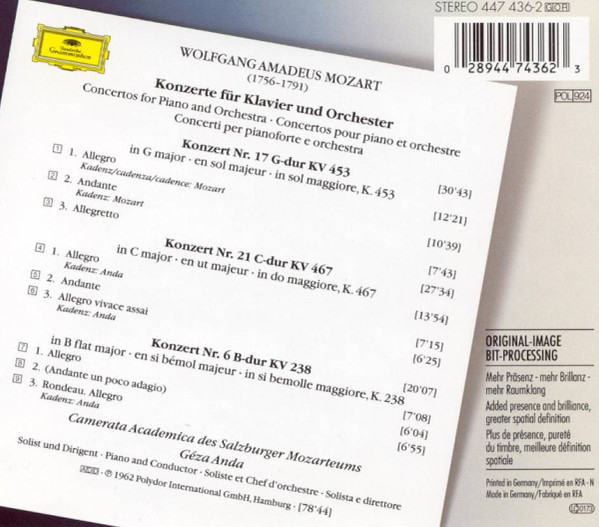 STEREO 447 436-2 GOR
Deutsche
Grammophon
0 28944 74362 3
POL 924
WOLFGANG AMADEUS MOZART
(1756–1791)
Konzerte für Klavier und Orchester
Concertos for Piano and Orchestra · Concertos pour piano et orchestre
Concerti per pianoforte e orchestra
Konzert Nr. 17 G-dur KV 453
in G major · en sol majeur · in sol maggiore, K. 453 [30'43]
1 1. Allegro [12'21]
Kadenz/cadenza/cadence: Mozart
2 2. Andante [10'39]
Kadenz: Mozart
3 3. Allegretto [7'43]
Konzert Nr. 21 C-dur KV 467
in C major · en ut majeur · in do maggiore, K. 467 [27'34]
4 1. Allegro [13'54]
Kadenz: Anda
5 2. Andante [7'15]
6 3. Allegro vivace assai [6'25]
Kadenz: Anda
Konzert Nr. 6 B-dur KV 238
in B flat major · en si bémol majeur · in si bemolle maggiore, K. 238 [20'07]
7 1. Allegro [7'08]
8 2. (Andante un poco adagio) [6'04]
9 3. Rondeau. Allegro [6'55]
Kadenz: Anda
Camerata Academica des Salzburger Mozarteums
Géza Anda
Solist und Dirigent · Piano and Conductor · Soliste et Chef d'orchestre · Solista e direttore
ADD · ℗ 1962 Polydor International GmbH, Hamburg · [78'44]
ORIGINAL-IMAGE
BIT-PROCESSING
Mehr Präsenz - mehr Brillanz -
mehr Raumklang
Added presence and brilliance,
greater spatial definition
Plus de présence, pureté
du timbre, meilleure définition
spatiale
Printed in Germany/Imprimé en RFA - N
Made in Germany/Fabriqué en RFA
LC 0173